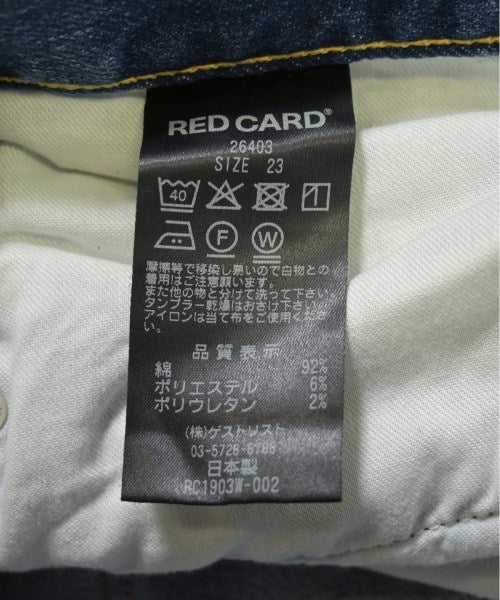 RED CARD®
26403
SIZE 23
40
F W
摩擦等で移染し易いので白物との
着用はご注意願います。
また他の物と分けて洗って下さい。
タンブラー乾燥はおさけ下さい。
アイロンは当て布をご使用ください。
品質表示
綿 92%
ポリエステル 6%
ポリウレタン 2%
(株)ゲストリスト
03-5728-8788
日本製
RC1903W-002